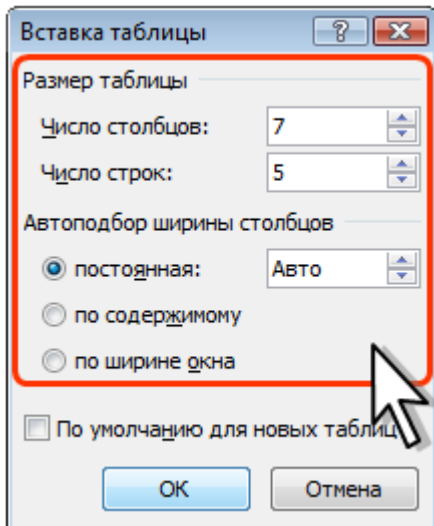 Вставка таблицы
Размер таблицы
Число столбцов: 7
Число строк: 5
Автоподбор ширины столбцов
постоянная: Авто
по содержимому
по ширине окна
По умолчанию для новых таблиц
ОК Отмена